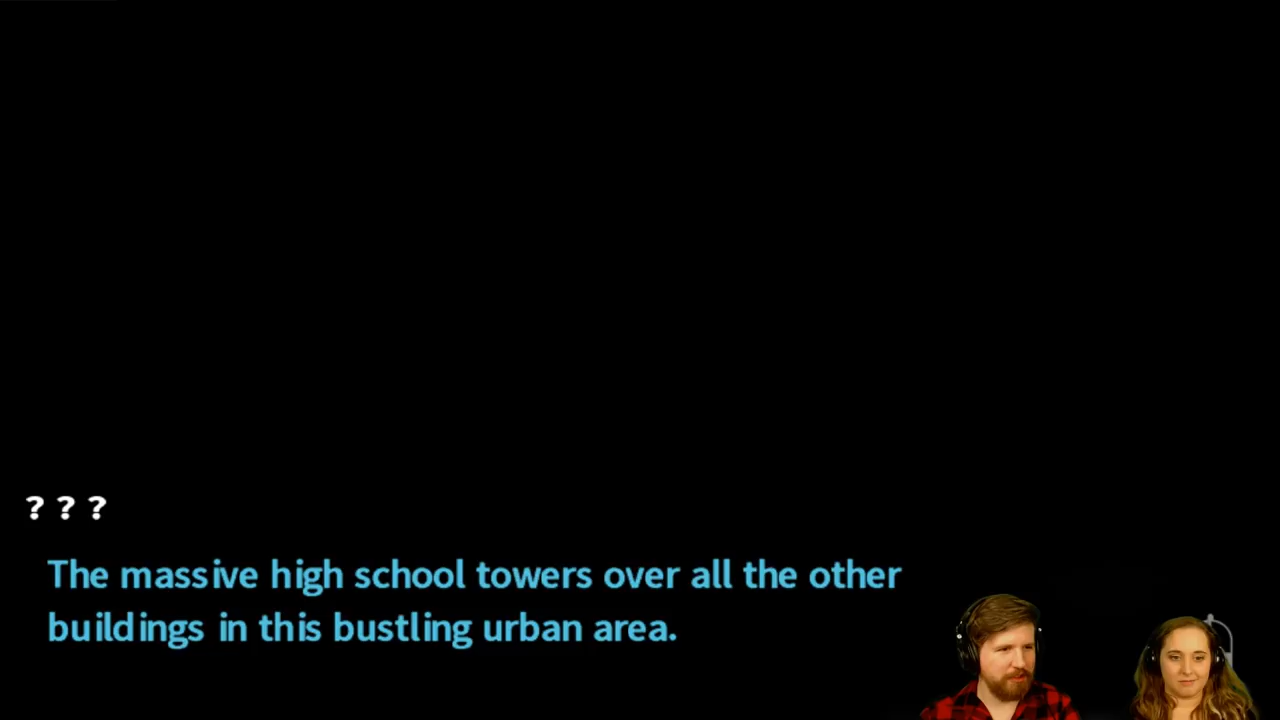 ? ? ?
The massive high school towers over all the other
buildings in this bustling urban area.